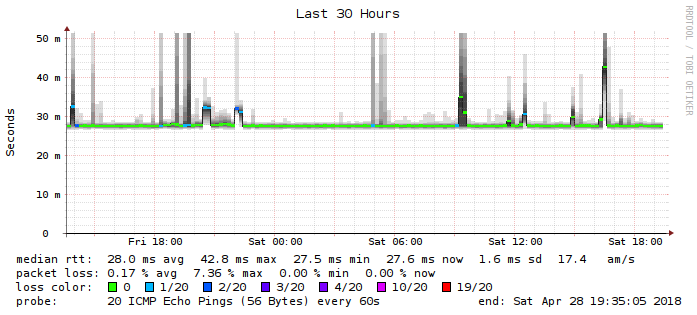 Last 30 Hours
RRDTOOL / TOBI OETIKER
Seconds
50 m
40 m
30 m
20 m
10 m
0
Fri 18:00 Sat 00:00 Sat 06:00 Sat 12:00 Sat 18:00
median rtt: 28.0 ms avg 42.8 ms max 27.5 ms min 27.6 ms now 1.6 ms sd 17.4 am/s
packet loss: 0.17 % avg 7.36 % max 0.00 % min 0.00 % now
loss color: 0 1/20 2/20 3/20 4/20 10/20 19/20
probe: 20 ICMP Echo Pings (56 Bytes) every 60s end: Sat Apr 28 19:35:05 2018